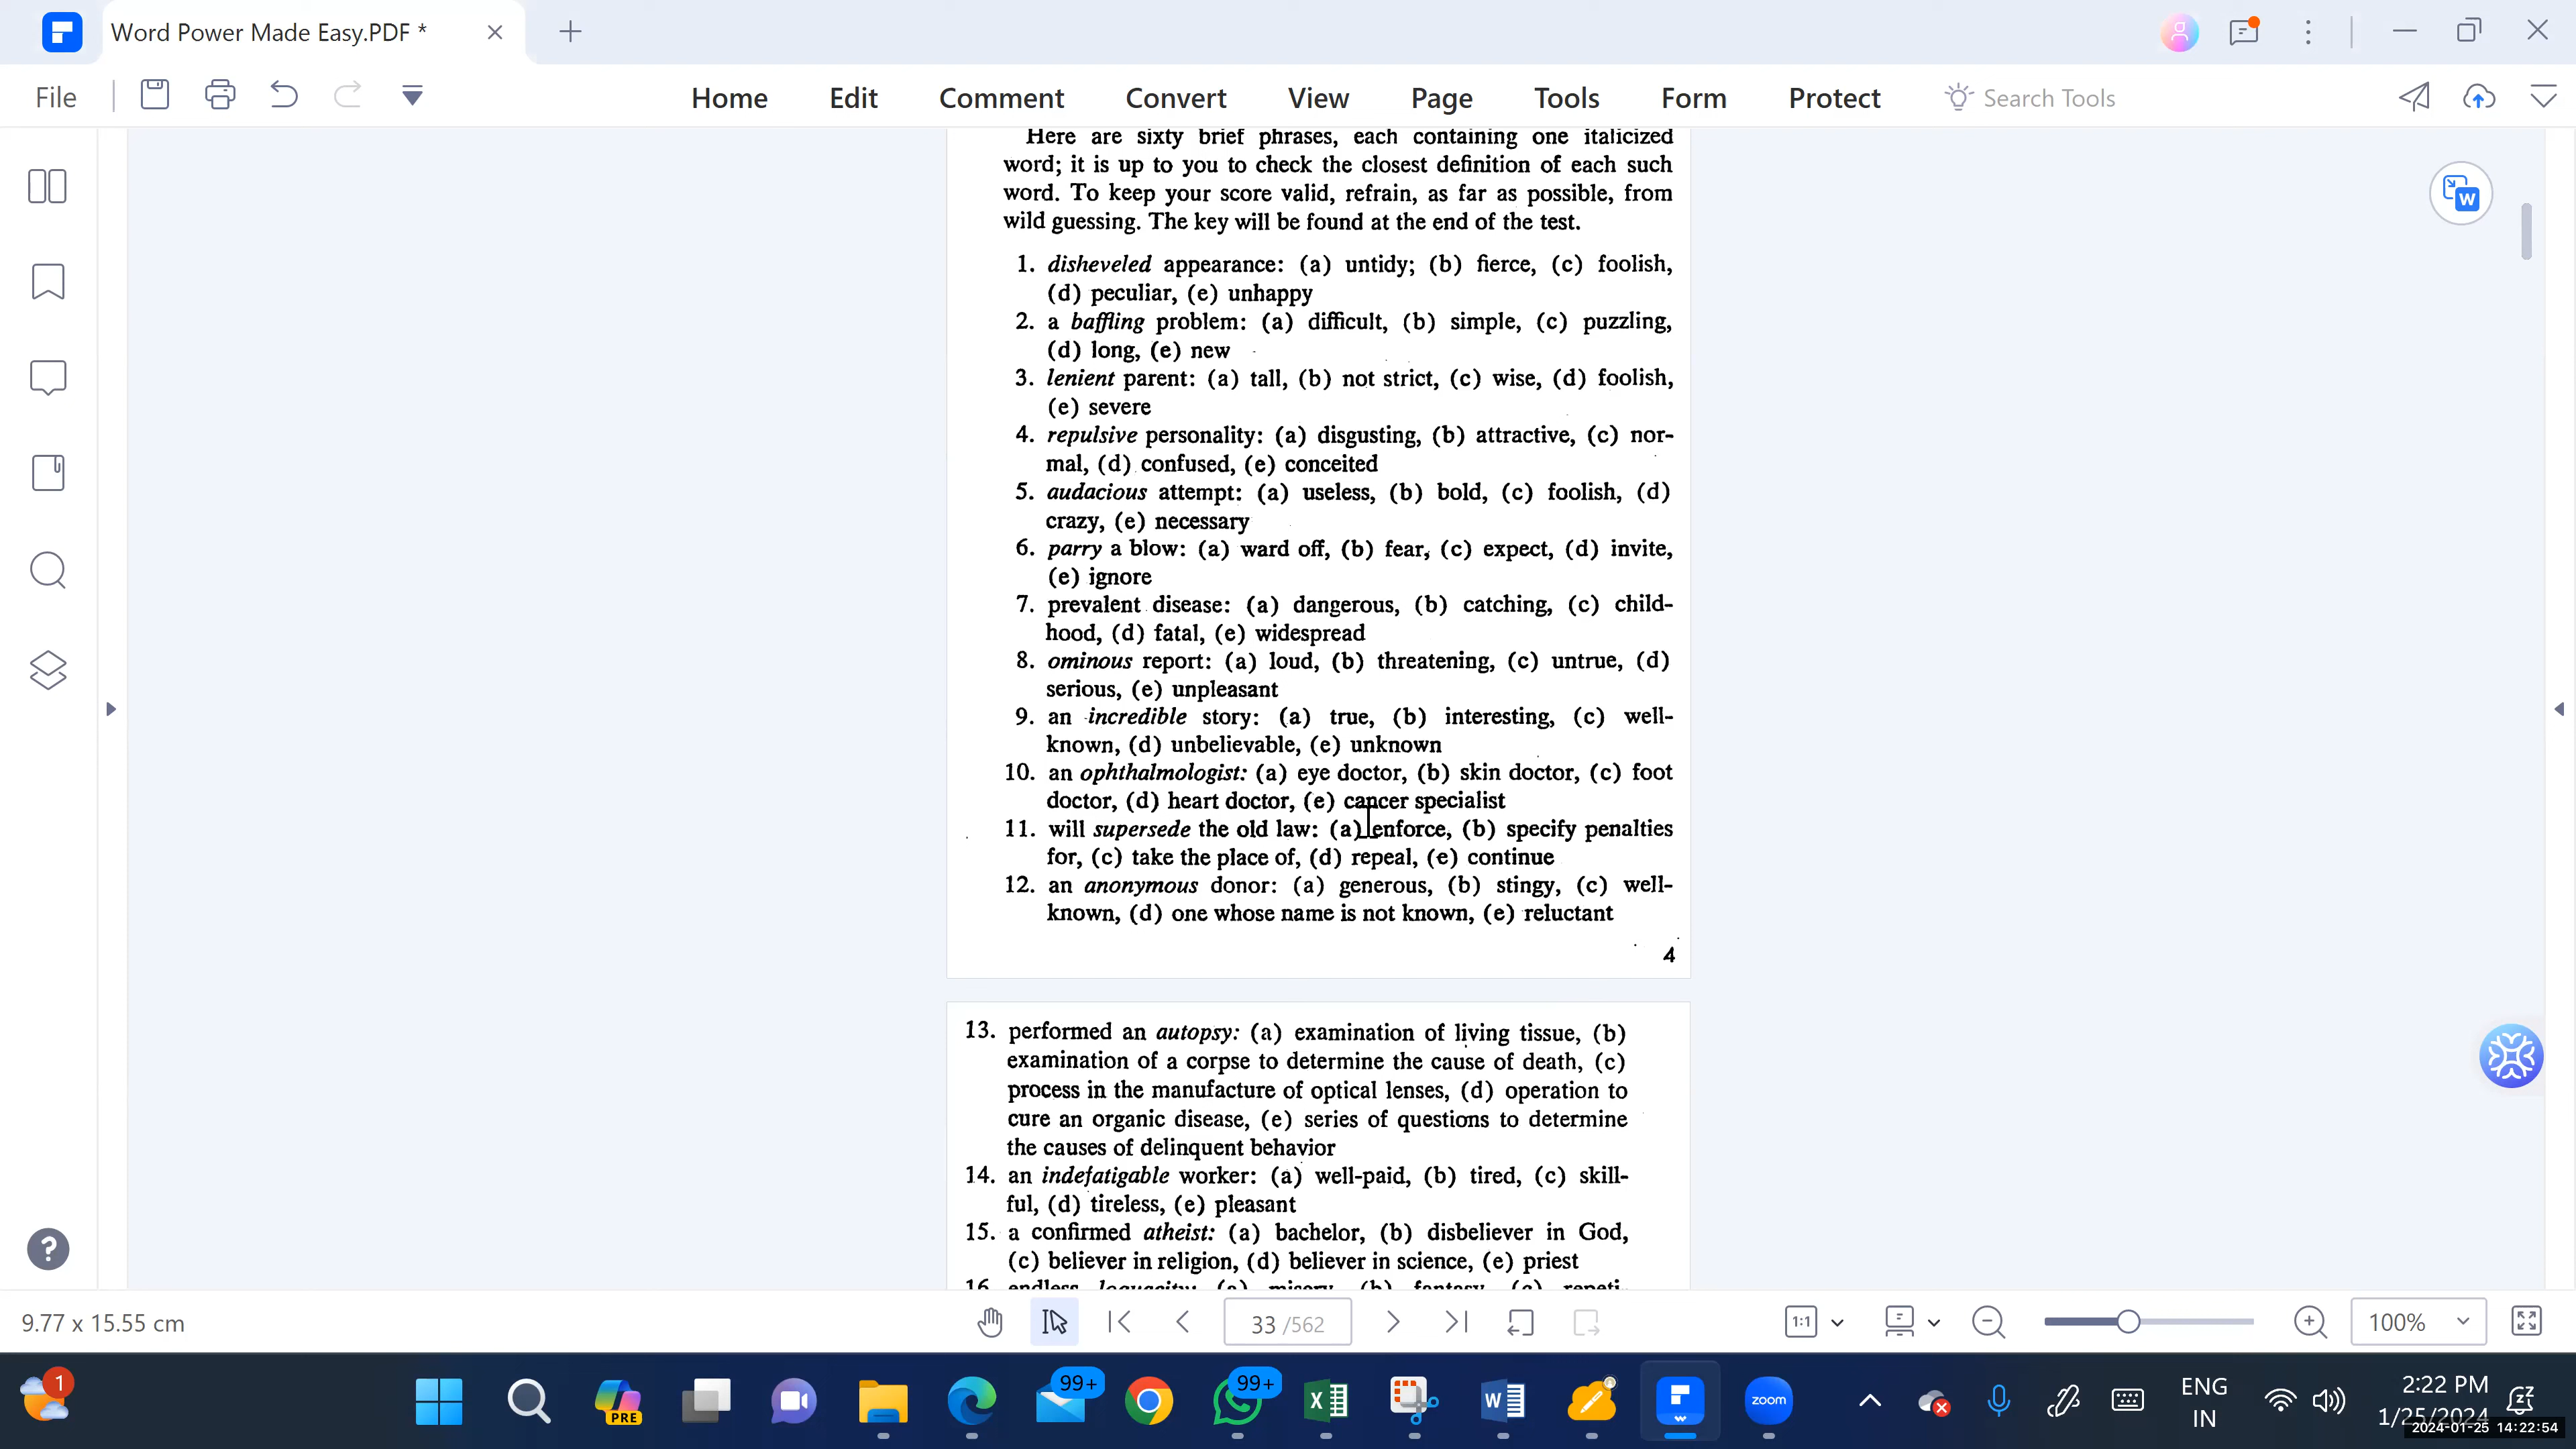 Word Power Made Easy.PDF *
File
Home
Edit
Comment
Convert
View
Page
Tools
Form
Protect
Search Tools
Here are sixty brief phrases, each containing one italicized
word; it is up to you to check the closest definition of each such
word. To keep your score valid, refrain, as far as possible, from
wild guessing. The key will be found at the end of the test.
1. disheveled appearance: (a) untidy; (b) fierce, (c) foolish,
(d) peculiar, (e) unhappy
2. a baffling problem: (a) difficult, (b) simple, (c) puzzling,
(d) long, (e) new
3. lenient parent: (a) tall, (b) not strict, (c) wise, (d) foolish,
(e) severe
4. repulsive personality: (a) disgusting, (b) attractive, (c) nor-
mal, (d) confused, (e) conceited
5. audacious attempt: (a) useless, (b) bold, (c) foolish, (d)
crazy, (e) necessary
6. parry a blow: (a) ward off, (b) fear, (c) expect, (d) invite,
(e) ignore
7. prevalent disease: (a) dangerous, (b) catching, (c) child-
hood, (d) fatal, (e) widespread
8. ominous report: (a) loud, (b) threatening, (c) untrue, (d)
serious, (e) unpleasant
9. an incredible story: (a) true, (b) interesting, (c) well-
known, (d) unbelievable, (e) unknown
10. an ophthalmologist: (a) eye doctor, (b) skin doctor, (c) foot
doctor, (d) heart doctor, (e) cancer specialist
11. will supersede the old law: (a) enforce, (b) specify penalties
for, (c) take the place of, (d) repeal, (e) continue
12. an anonymous donor: (a) generous, (b) stingy, (c) well-
known, (d) one whose name is not known, (e) reluctant
4
13. performed an autopsy: (a) examination of living tissue, (b)
examination of a corpse to determine the cause of death, (c)
process in the manufacture of optical lenses, (d) operation to
cure an organic disease, (e) series of questions to determine
the causes of delinquent behavior
14. an indefatigable worker: (a) well-paid, (b) tired, (c) skill-
ful, (d) tireless, (e) pleasant
15. a confirmed atheist: (a) bachelor, (b) disbeliever in God,
(c) believer in religion, (d) believer in science, (e) priest
16. endless loquacity: (a) misery, (b) fantasy, (c) repeti-
9.77 x 15.55 cm
33 /562
1:1
100%
1
PRE
99+
99+
zoom
ENG
IN
2:22 PM
1/25/2024
2024-01-25 14:22:54